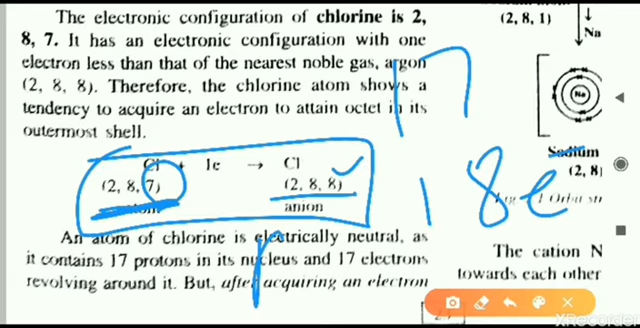 The electronic configuration of chlorine is 2,
8, 7. It has an electronic configuration with one
electron less than that of the nearest noble gas, argon
(2, 8, 8). Therefore, the chlorine atom shows a
tendency to acquire an electron to attain octet in its
outermost shell.
Cl + 1e → Cl
(2, 8, 7) (2, 8, 8)
atom anion
An atom of chlorine is electrically neutral, as
it contains 17 protons in its nucleus and 17 electrons
revolving around it. But, after acquiring an electron
17
18e
(2, 8, 1)
Na
Na
Sodium
(2, 8)
1 Orbit str
The cation N
towards each other
XRecorder